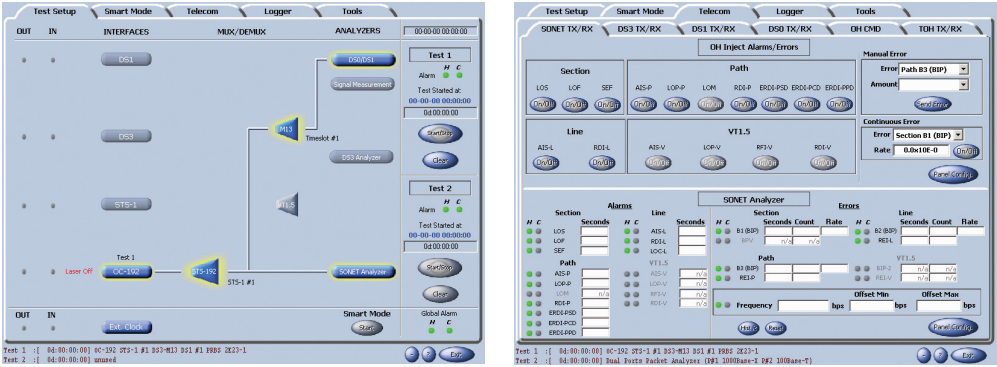 Test Setup Smart Mode Telecom Logger Tools
OUT IN INTERFACES MUX/DEMUX ANALYZERS 00-00-00 00:00:00
DS1 DS0/DS1 Test 1
H C
Alarm
Signal Measurement Test Started at:
00-00-00 00:00:00
0d:00:00:00
M13 Start/Stop
DS3 Timeslot #1
DS3 Analyzer Clear
Test 2
H C
STS-1 VT1.5 Alarm
Test Started at:
00-00-00 00:00:00
0d:00:00:00
Test 1
Laser Off OC-192 STS-192 SONET Analyzer Start/Stop
STS-1 #1
Clear
OUT IN Smart Mode Global Alarm
H C
Ext. Clock Start
Test 1 :[ 0d:00:00:00] OC-192 STS-1 #1 DS3-M13 DS1 #1 PRBS 2E23-1
Test 2 :[ 0d:00:00:00] unused
? Exit
Test Setup Smart Mode Telecom Logger Tools
SONET TX/RX DS3 TX/RX DS1 TX/RX DS0 TX/RX OH CMD TOH TX/RX
OH Inject Alarms/Errors
Section Path
LOS LOF SEF AIS-P LOP-P LOM RDI-P ERDI-PSD ERDI-PCD ERDI-PPD
On/Off On/Off On/Off On/Off On/Off On/Off On/Off On/Off On/Off On/Off
Line VT1.5
AIS-L RDI-L AIS-V LOP-V RFI-V RDI-V
On/Off On/Off On/Off On/Off On/Off On/Off
Manual Error
Error Path B3 (BIP)
Amount
Send Error
Continuous Error
Error Section B1 (BIP)
Rate 0.0x10E-0 On/Off
Panel Config.
SONET Analyzer
Alarms Errors
Section Line Section Line
H C Seconds H C Seconds H C Seconds Count Rate H C Seconds Count Rate
LOS AIS-L B1 (BIP) B2 (BIP)
LOF RDI-L BPV n/a n/a REI-L
SEF LOC-L
Path VT1.5 Path VT1.5
AIS-P AIS-V n/a B3 (BIP) BIP-2 n/a n/a
LOP-P LOP-V n/a REI-P REI-V n/a n/a
LOM n/a RFI-V n/a
RDI-P RDI-V n/a Offset Min Offset Max
ERDI-PSD Frequency bps bps bps
ERDI-PCD
ERDI-PPD Hist Reset Panel Config.
Test 1 :[ 0d:00:00:00] OC-192 STS-1 #1 DS3-M13 DS1 #1 PRBS 2E23-1
Test 2 :[ 0d:00:00:00] Dual Ports Packet Analyzer (P#1 1000Base-X P#2 100Base-T)
? Exit